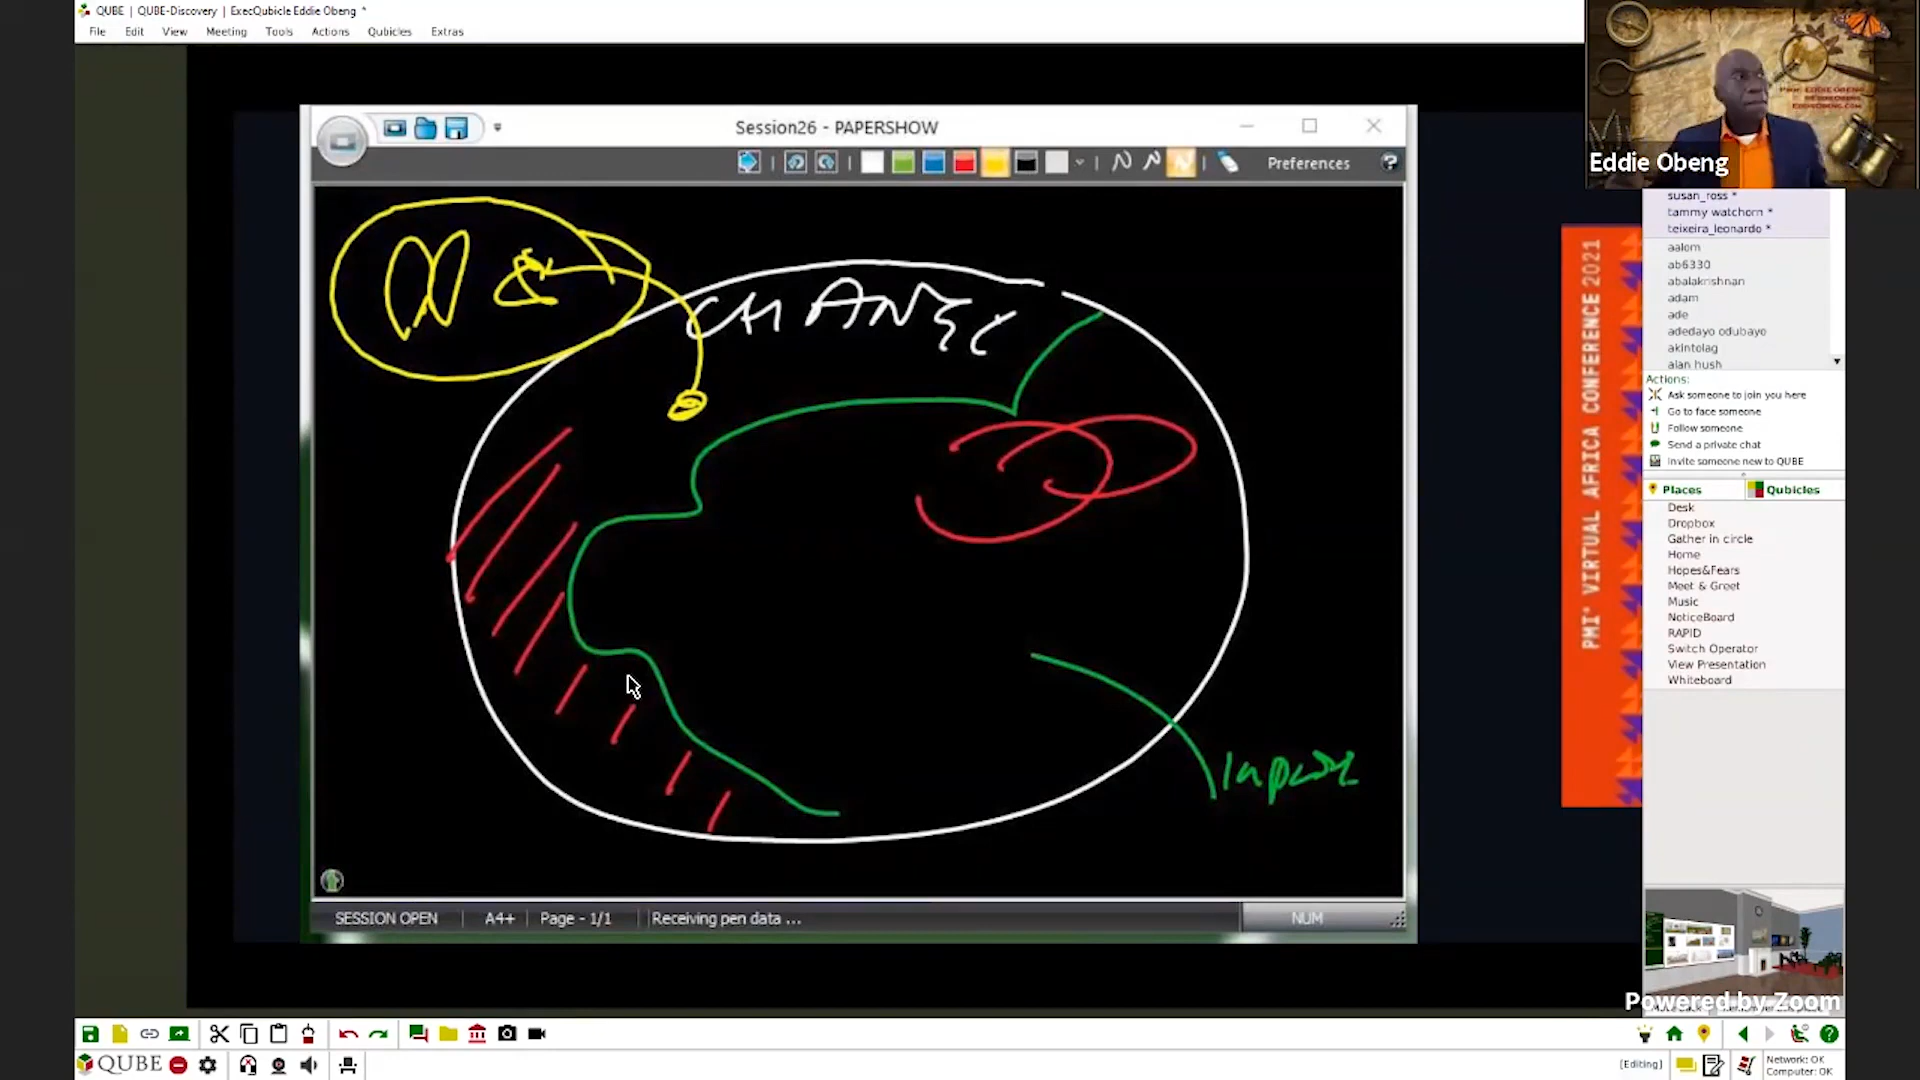 QUBE | QUBE-Discovery | ExecQubicle Eddie Obeng *
File Edit View Meeting Tools Actions Qubicles Extras
Session26 - PAPERSHOW
Preferences
CHANGE
SESSION OPEN A4+ Page - 1/1 Receiving pen data ... NUM
PMI® VIRTUAL AFRICA CONFERENCE 2021
Prof. EDDIE OBENG
EDDIEOBENG.COM
Eddie Obeng
susan_ross *
tammy watchorn *
teixeira_leonardo *
aalom
ab6330
abalakrishnan
adam
ade
adedayo odubayo
akintolag
alan hush
Actions:
Ask someone to join you here
Go to face someone
Follow someone
Send a private chat
Invite someone new to QUBE
Places Qubicles
Desk
Dropbox
Gather in circle
Home
Hopes&Fears
Meet & Greet
Music
NoticeBoard
RAPID
Switch Operator
View Presentation
Whiteboard
Powered by Zoom
QUBE
[Editing]
Network: OK
Computer: OK